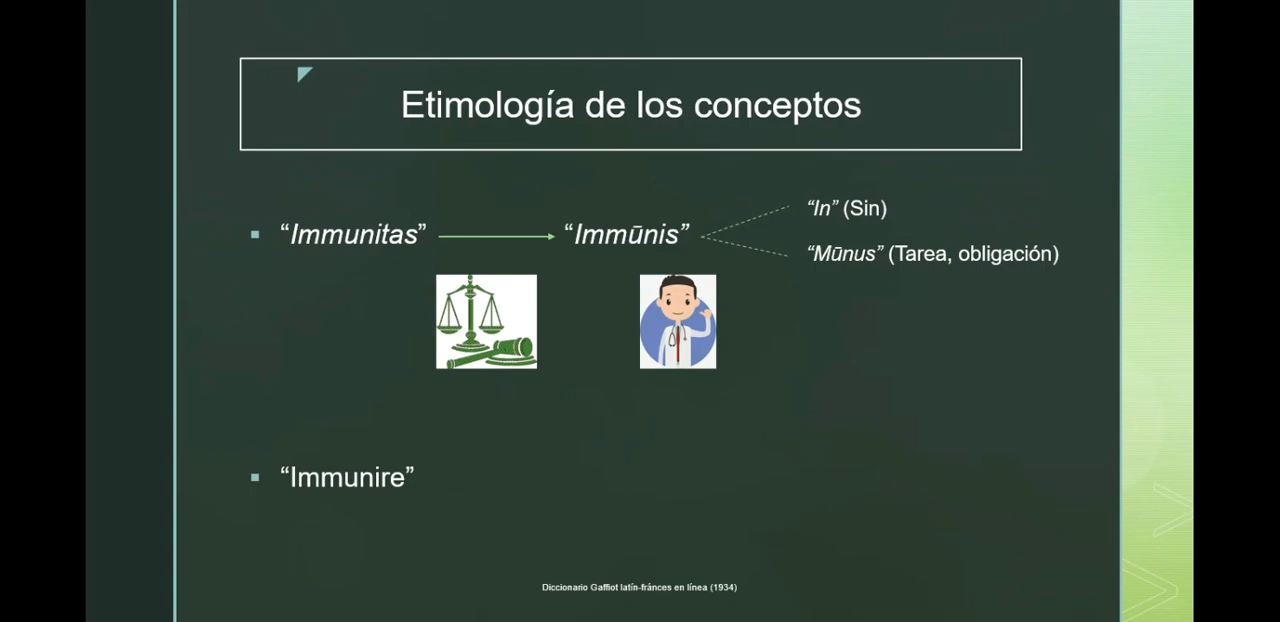 Etimología de los conceptos
“Immunitas” “Immūnis”
“In” (Sin)
“Mūnus” (Tarea, obligación)
“Immunire”
Diccionario Gaffiot latín-fránces en línea (1934)